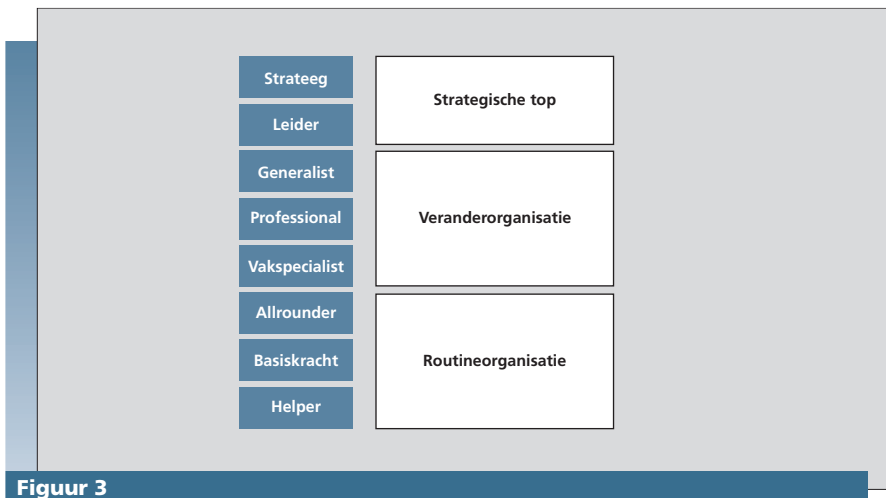 Strateeg
Leider
Strategische top
Generalist
Professional
Vakspecialist
Veranderorganisatie
Allrounder
Basiskracht
Helper
Routineorganisatie
Figuur 3